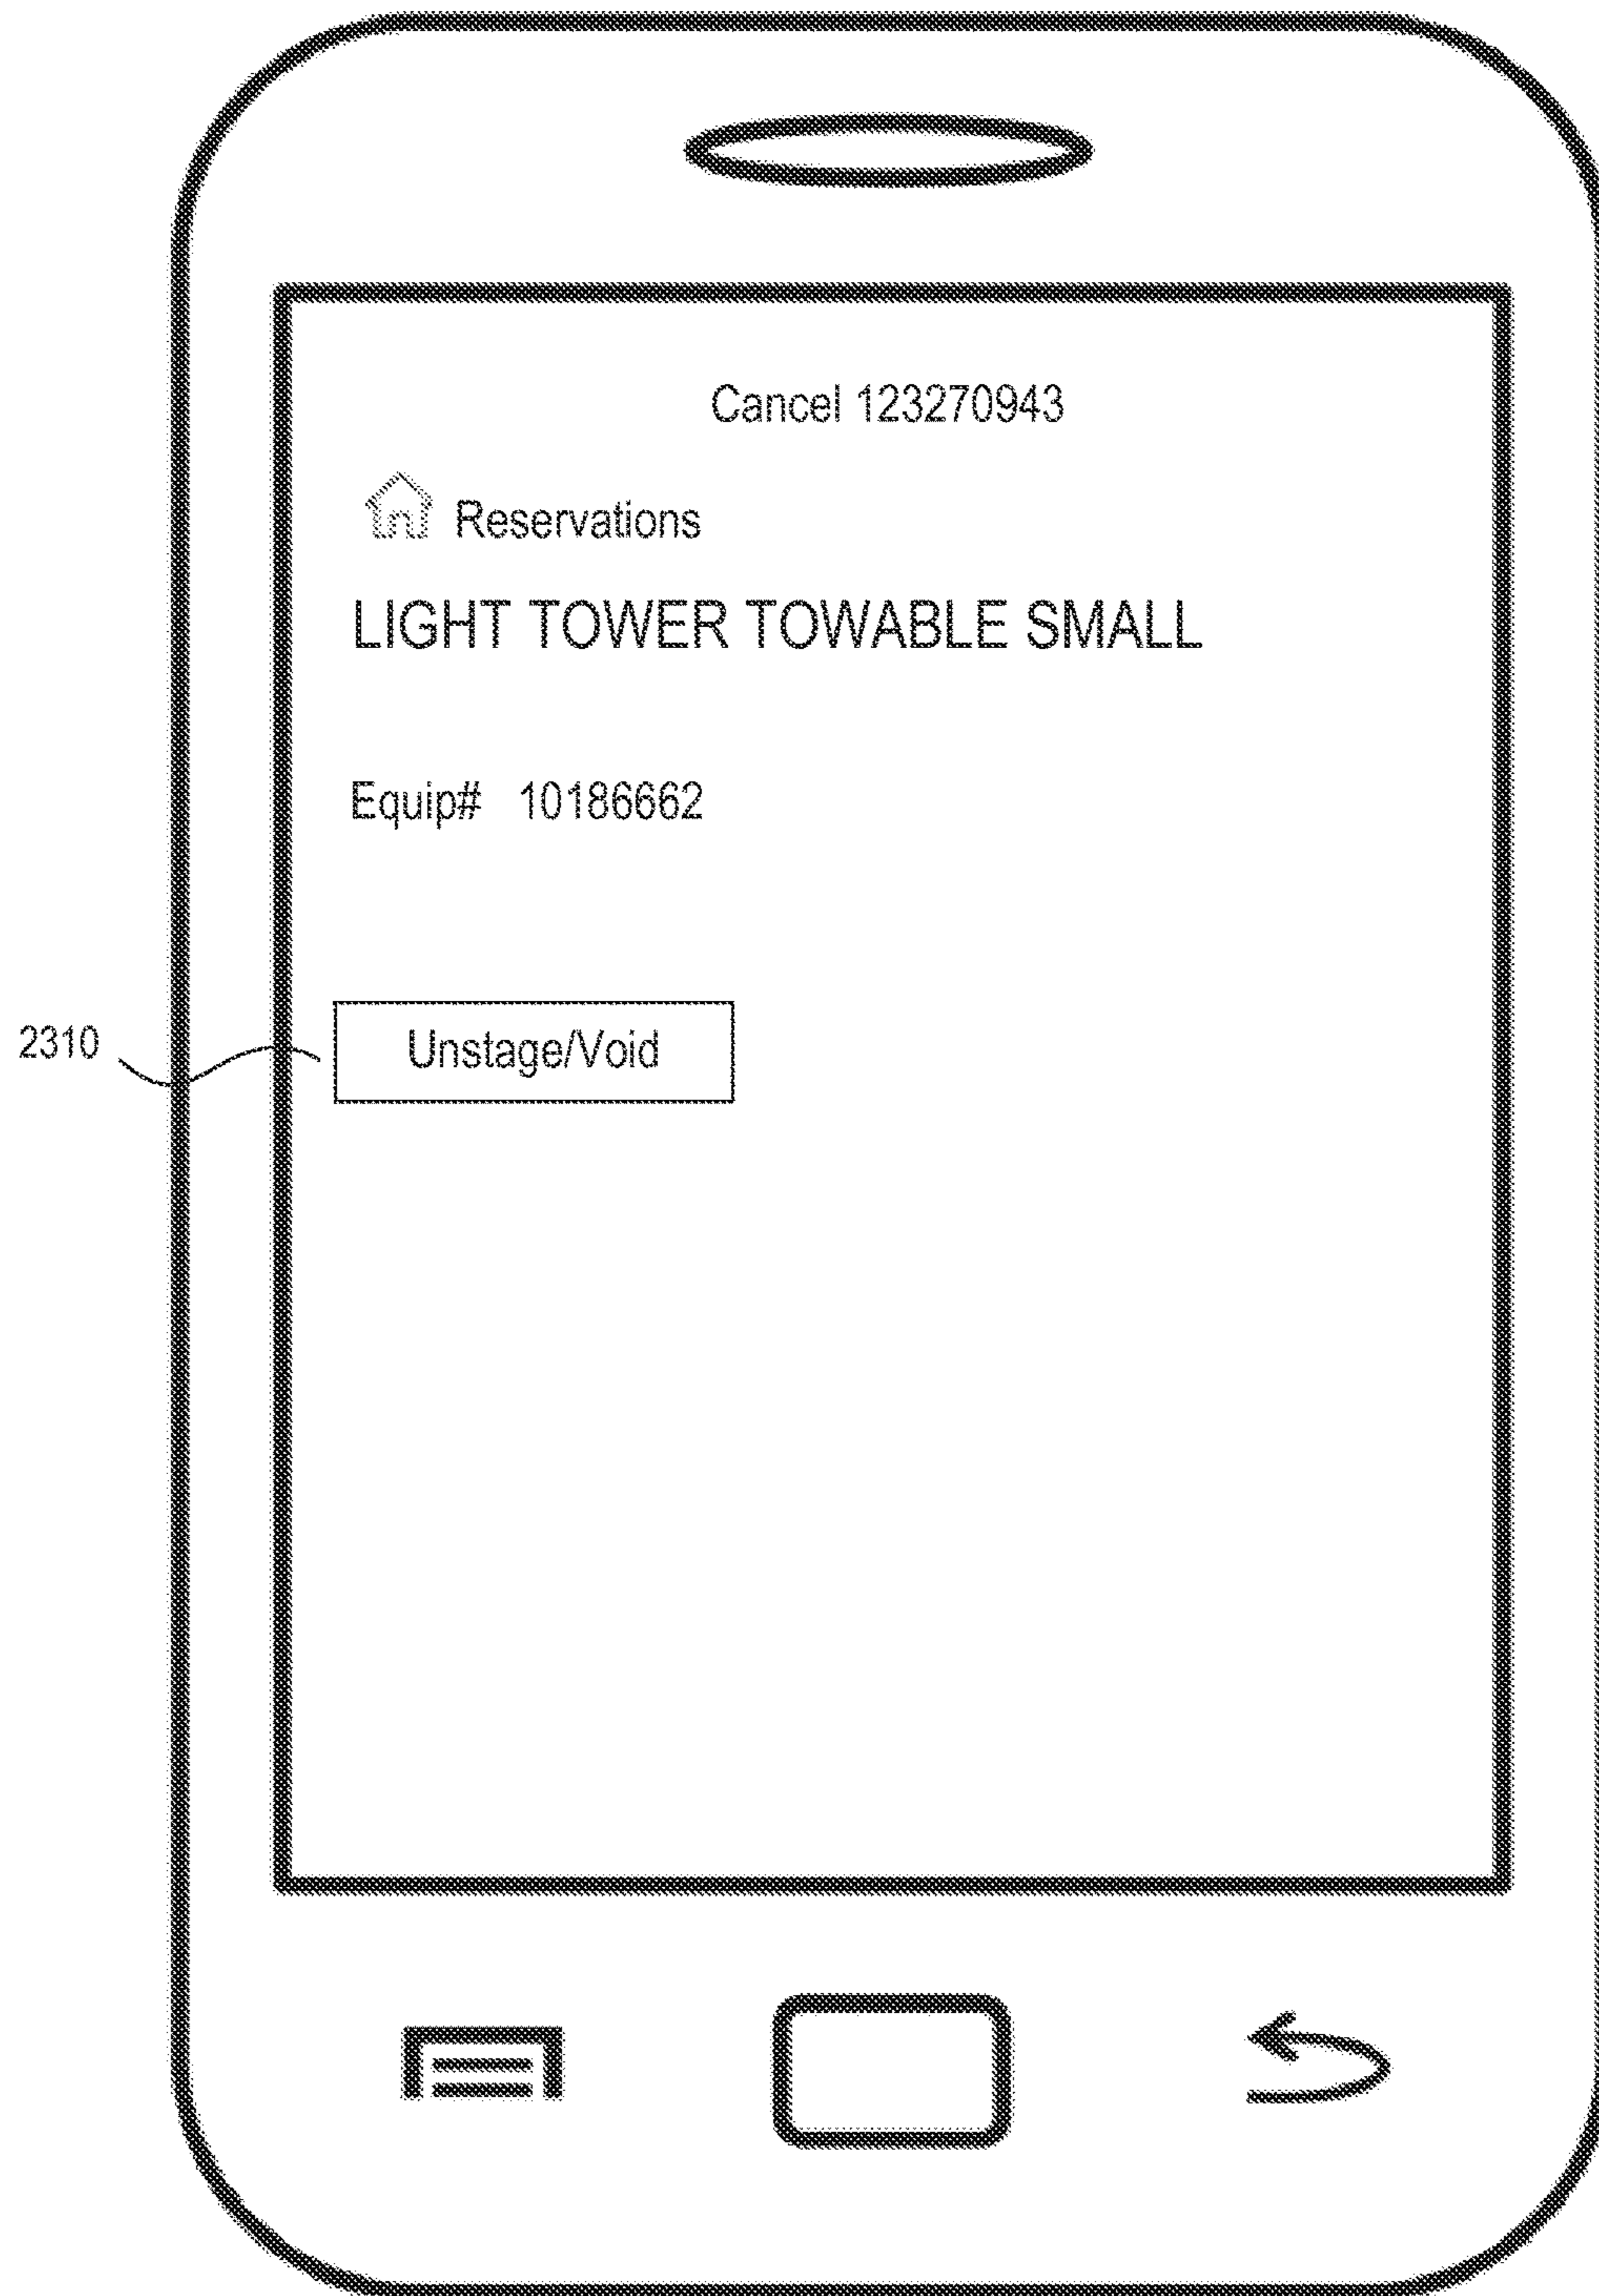 Cancel 123270943
Reservations
LIGHT TOWER TOWABLE SMALL
Equip# 10186662
2310
Unstage/Void